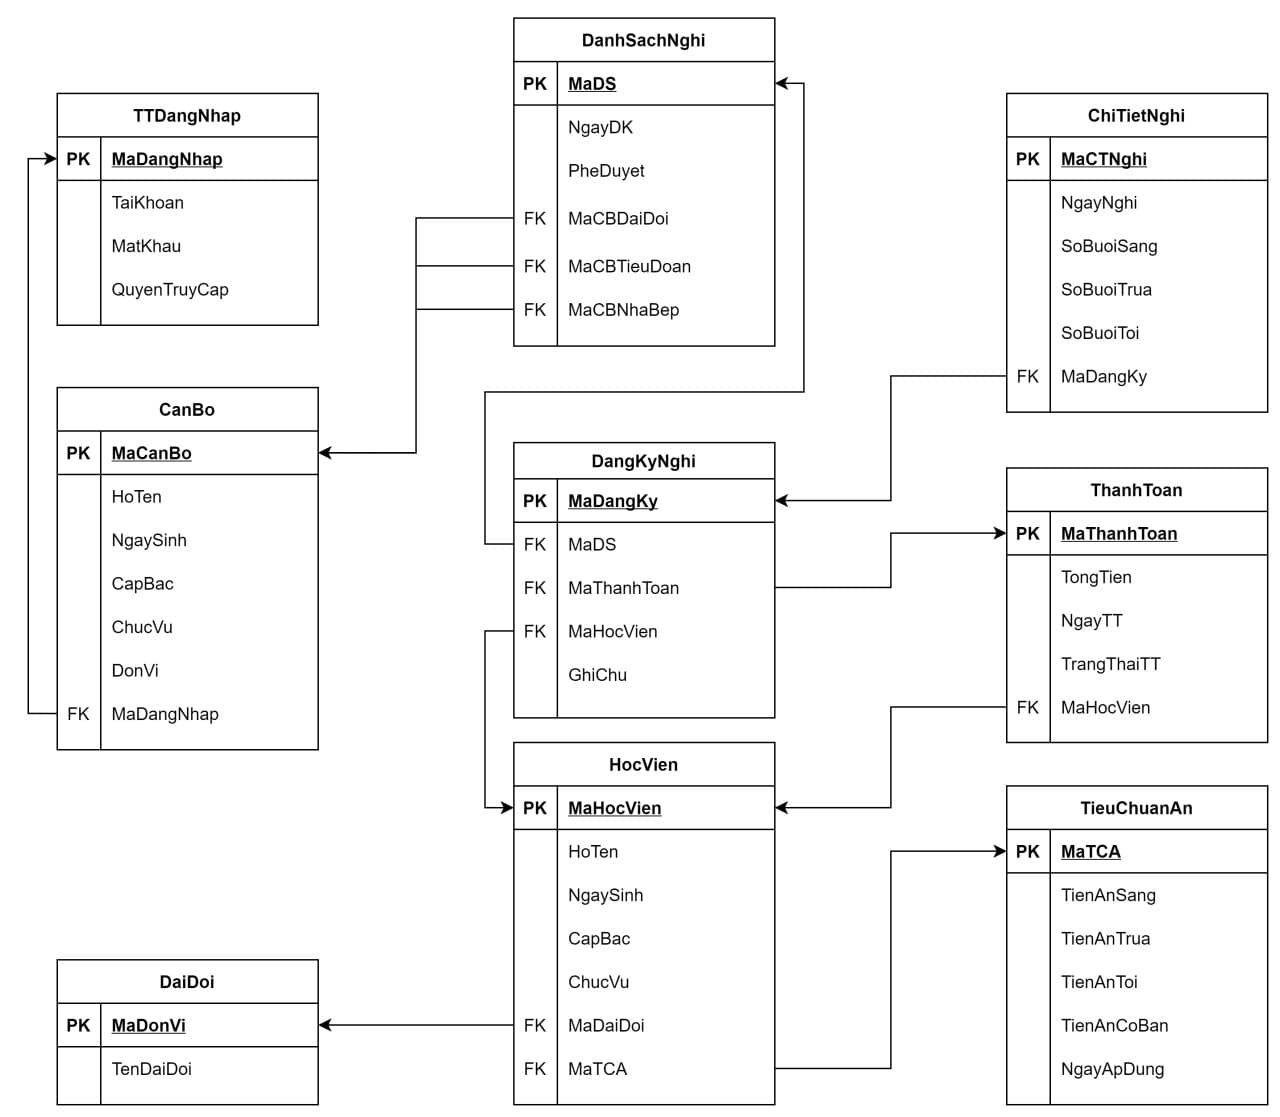 TTDangNhap
PK MaDangNhap
TaiKhoan
MatKhau
QuyenTruyCap
CanBo
PK MaCanBo
HoTen
NgaySinh
CapBac
ChucVu
DonVi
FK MaDangNhap
DaiDoi
PK MaDonVi
TenDaiDoi
DanhSachNghi
PK MaDS
NgayDK
PheDuyet
FK MaCBDaiDoi
FK MaCBTieuDoan
FK MaCBNhaBep
DangKyNghi
PK MaDangKy
FK MaDS
FK MaThanhToan
FK MaHocVien
GhiChu
HocVien
PK MaHocVien
HoTen
NgaySinh
CapBac
ChucVu
FK MaDaiDoi
FK MaTCA
ChiTietNghi
PK MaCTNghi
NgayNghi
SoBuoiSang
SoBuoiTrua
SoBuoiToi
FK MaDangKy
ThanhToan
PK MaThanhToan
TongTien
NgayTT
TrangThaiTT
FK MaHocVien
TieuChuanAn
PK MaTCA
TienAnSang
TienAnTrua
TienAnToi
TienAnCoBan
NgayApDung